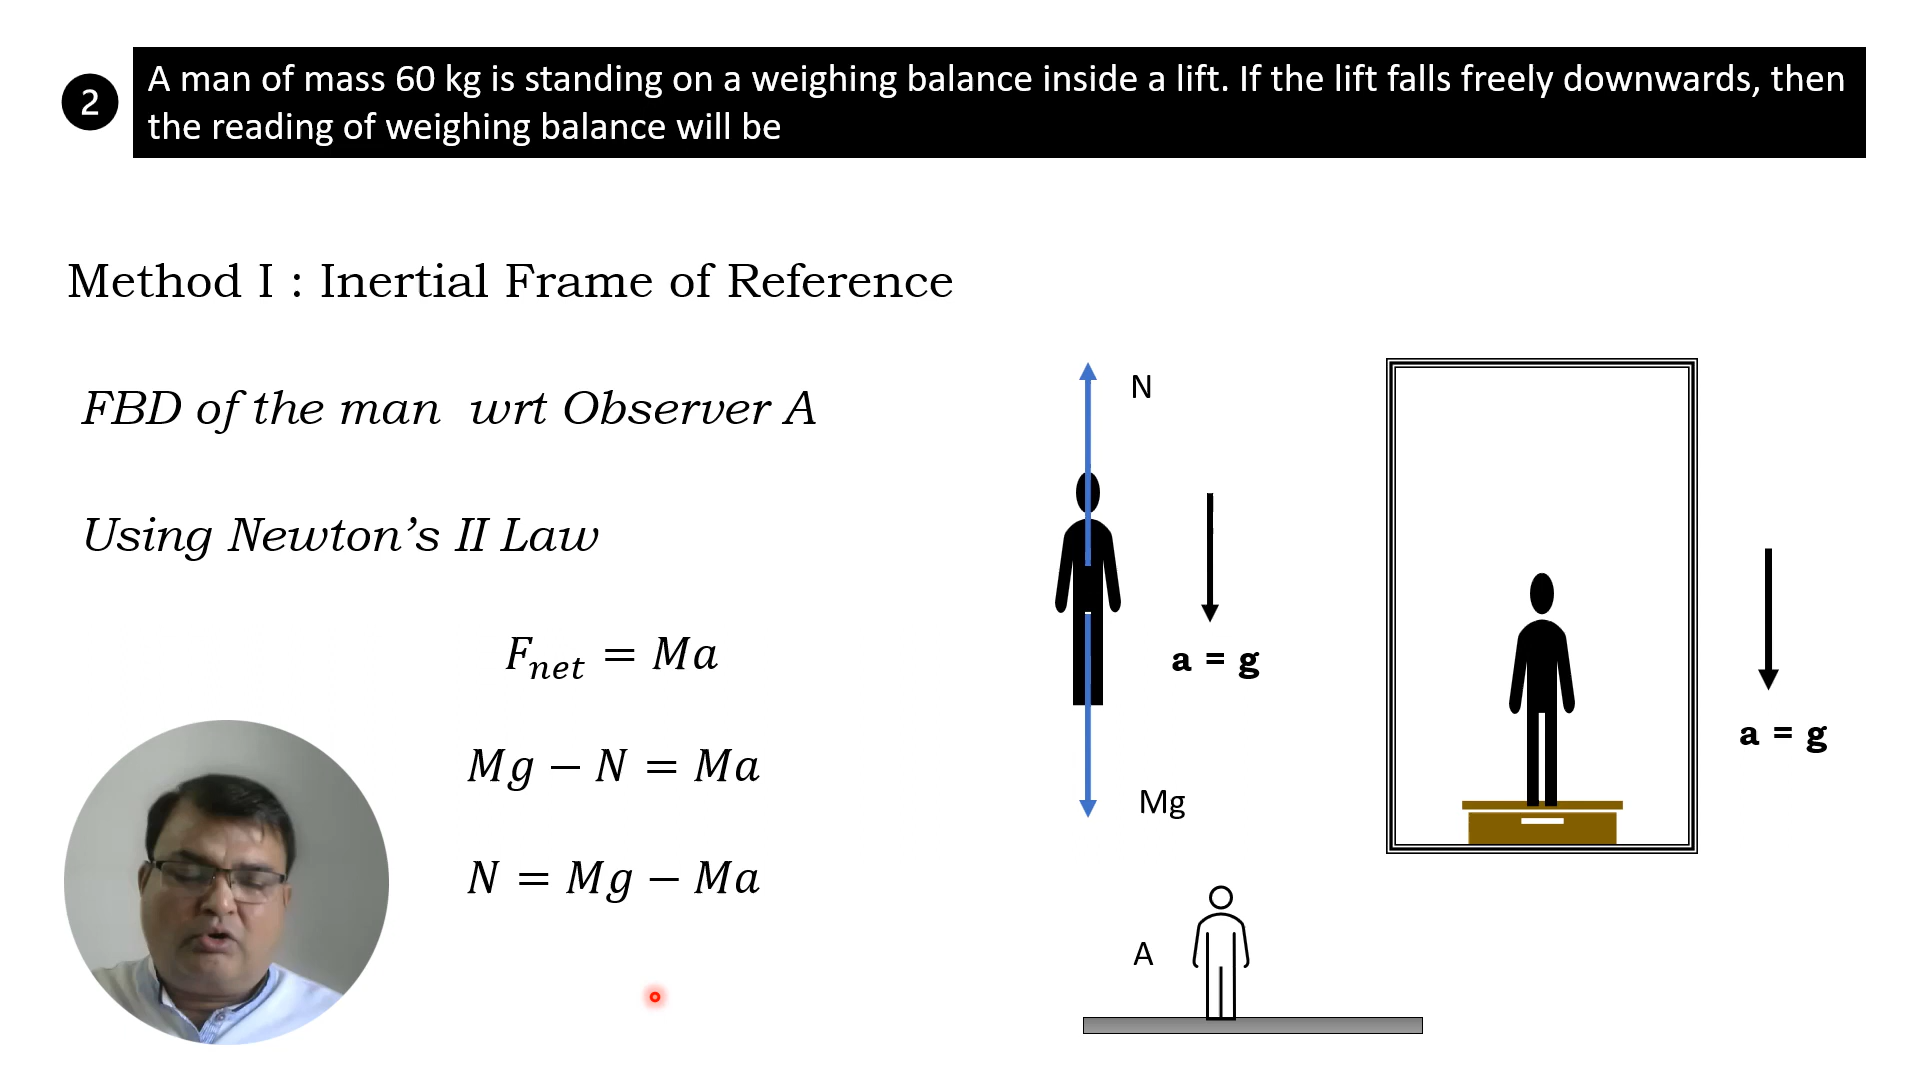 2
A man of mass 60 kg is standing on a weighing balance inside a lift. If the lift falls freely downwards, then
the reading of weighing balance will be
Method I : Inertial Frame of Reference
FBD of the man wrt Observer A
Using Newton’s II Law
F_net = Ma
Mg − N = Ma
N = Mg − Ma
N
a = g
Mg
a = g
A